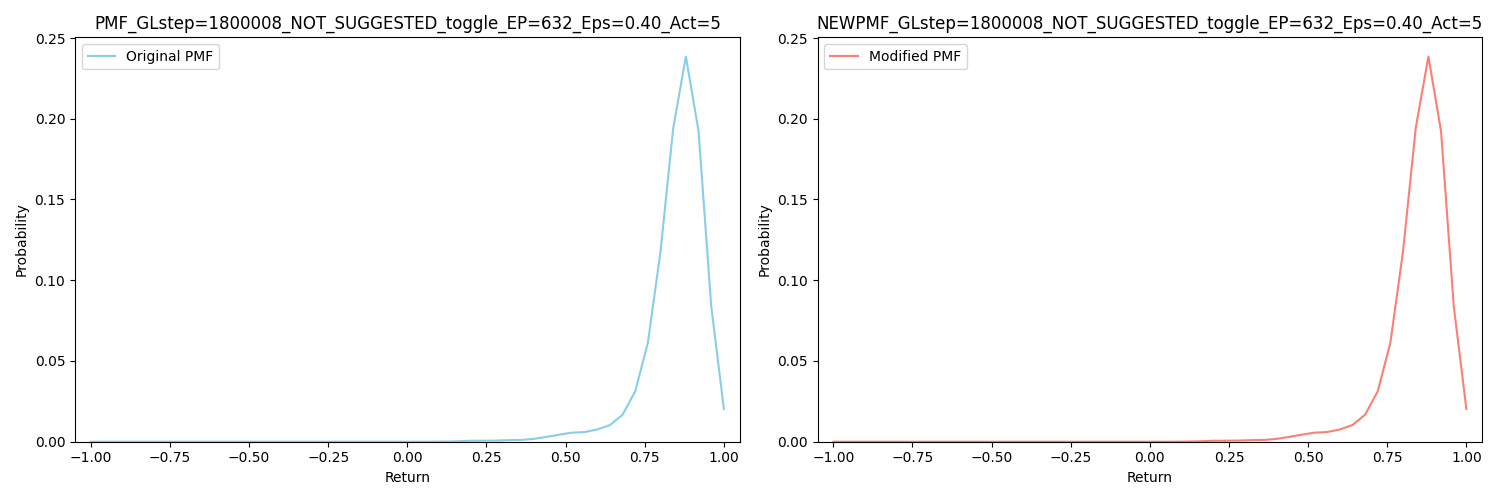 PMF_GLstep=1800008_NOT_SUGGESTED_toggle_EP=632_Eps=0.40_Act=5
Original PMF
0.25
0.20
0.15
0.10
0.05
0.00
Probability
−1.00 −0.75 −0.50 −0.25 0.00 0.25 0.50 0.75 1.00
Return
NEWPMF_GLstep=1800008_NOT_SUGGESTED_toggle_EP=632_Eps=0.40_Act=5
Modified PMF
0.25
0.20
0.15
0.10
0.05
0.00
Probability
−1.00 −0.75 −0.50 −0.25 0.00 0.25 0.50 0.75 1.00
Return